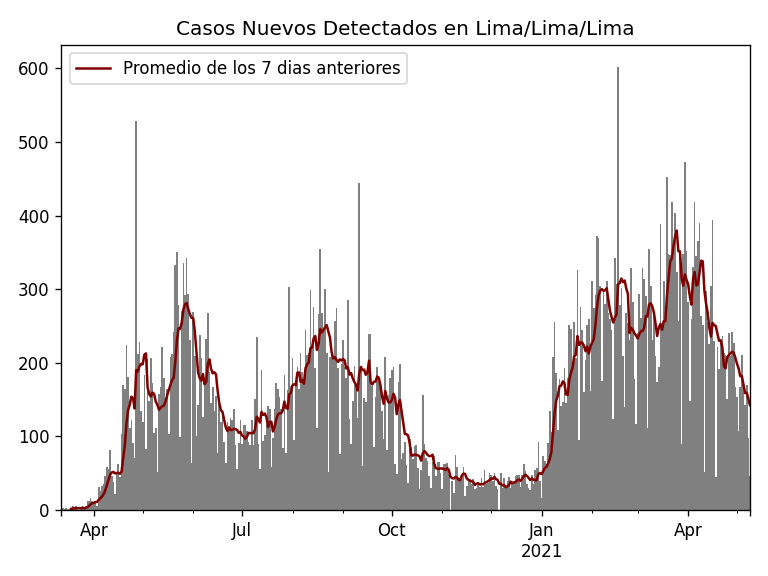 Casos Nuevos Detectados en Lima/Lima/Lima
Promedio de los 7 dias anteriores
600
500
400
300
200
100
0
Apr
Jul
Oct
Jan
2021
Apr